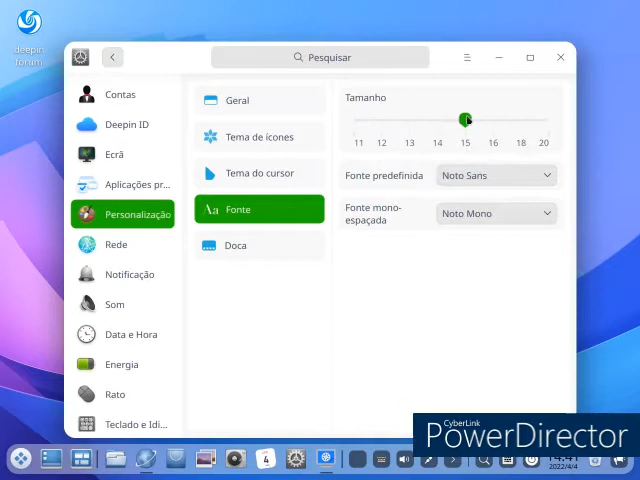 deepin
forum
Pesquisar
Contas
Deepin ID
Ecrã
Aplicações pr...
Personalização
Rede
Notificação
Som
Data e Hora
Energia
Rato
Teclado e Idi...
Geral
Tema de ícones
Tema do cursor
Aa Fonte
Doca
Tamanho
11 12 13 14 15 16 18 20
Fonte predefinida
Noto Sans
Fonte mono-
espaçada
Noto Mono
CyberLink
PowerDirector
4
2022/4/4